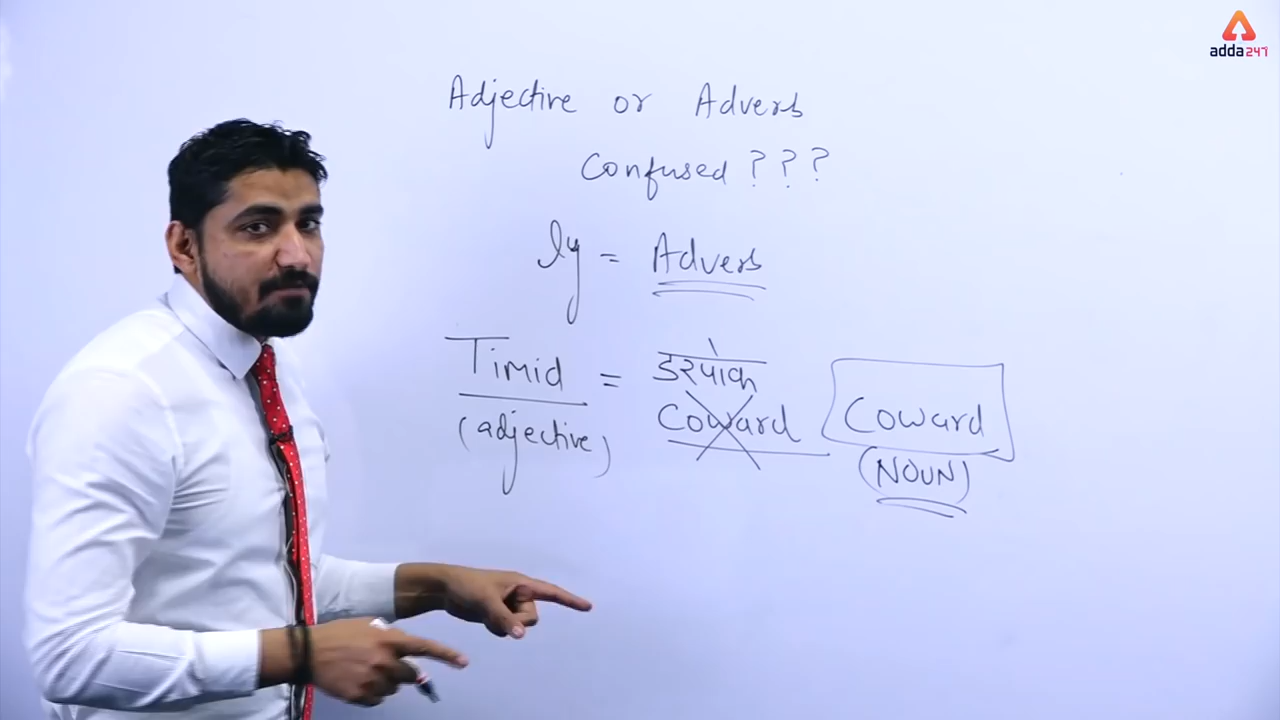 adda247
Adjective or Adverb
Confused ? ? ?
ly = Adverb
Timid = डरपोक
(adjective) Coward Coward
(NOUN)